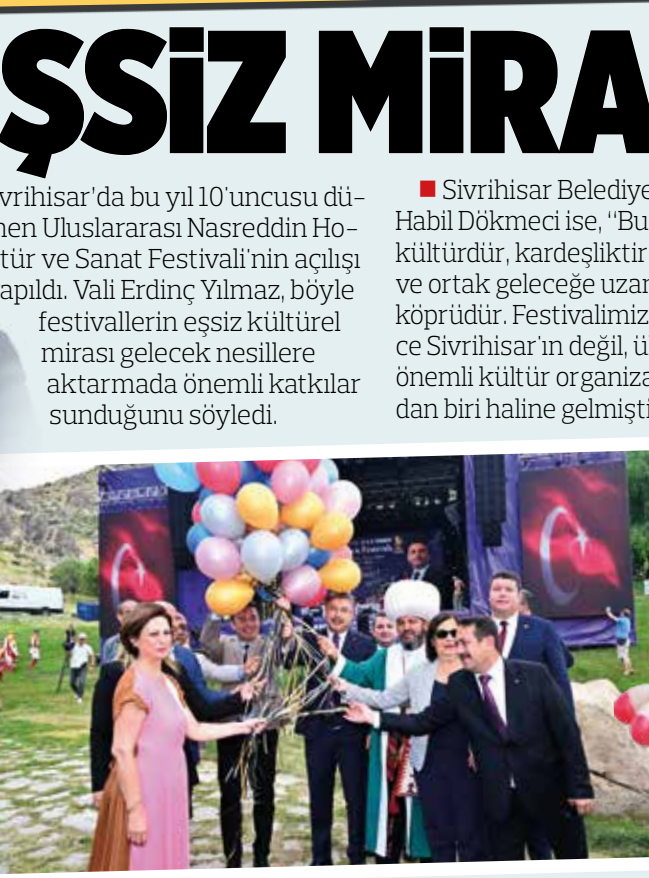 ŞSİZ MİRA
vrihisar'da bu yıl 10'uncusu dü-
nen Uluslararası Nasreddin Ho-
tür ve Sanat Festivali'nin açılışı
apıldı. Vali Erdinç Yılmaz, böyle
festivallerin eşsiz kültürel
mirası gelecek nesillere
aktarmada önemli katkılar
sunduğunu söyledi.
Sivrihisar Belediye
Habil Dökmeci ise, “Bu
kültürdür, kardeşliktir
ve ortak geleceğe uzan
köprüdür. Festivalimiz
ce Sivrihisar'ın değil, ü
önemli kültür organiza
dan biri haline gelmişti